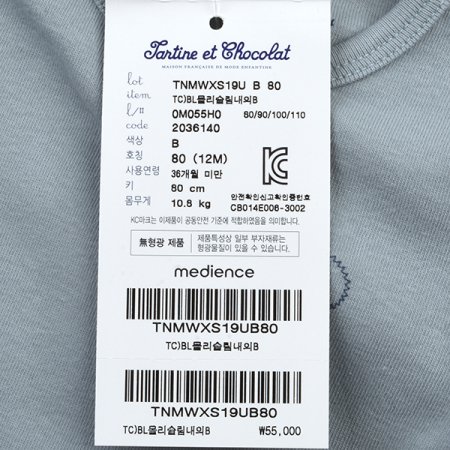 Tartine et Chocolat
MAISON FRANÇAISE DE MODE ENFANTINE
lot TNMWXS19U B 80
item TC)BL몰리슬림내의B
l/# 0M055H0 80/90/100/110
code 2036140
색상 B
호칭 80 (12M)
사용연령 36개월 미만
키 80 cm
몸무게 10.8 kg
안전확인신고확인증번호
CB014E006-3002
KC마크는 이제품이 공통안전 기준에 적합하였음을 의미합니다.
無형광 제품 제품특성상 일부 부자재류는
형광물질이 있을 수 있습니다.
medience
TNMWXS19UB80
TC)BL몰리슬림내의B
TNMWXS19UB80
TC)BL몰리슬림내의B ₩55,000